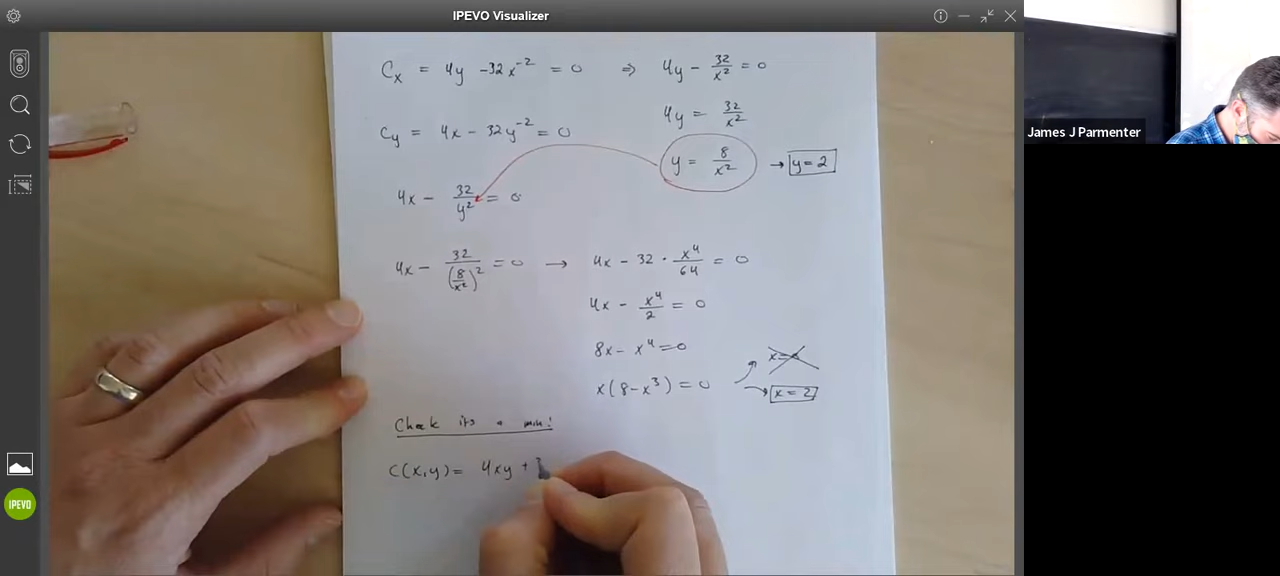 IPEVO Visualizer
James J Parmenter
IPEVO
Cx = 4y - 32x⁻² = 0 ⇒ 4y - 32/x² = 0
4y = 32/x²
Cy = 4x - 32y⁻² = 0
y = 8/x² → y = 2
4x - 32/y² = 0
4x - 32/(8/x²)² = 0 → 4x - 32 · x⁴/64 = 0
4x - x⁴/2 = 0
8x - x⁴ = 0
x(8 - x³) = 0
x = 2
Check its a min!
C(x,y) = 4xy +